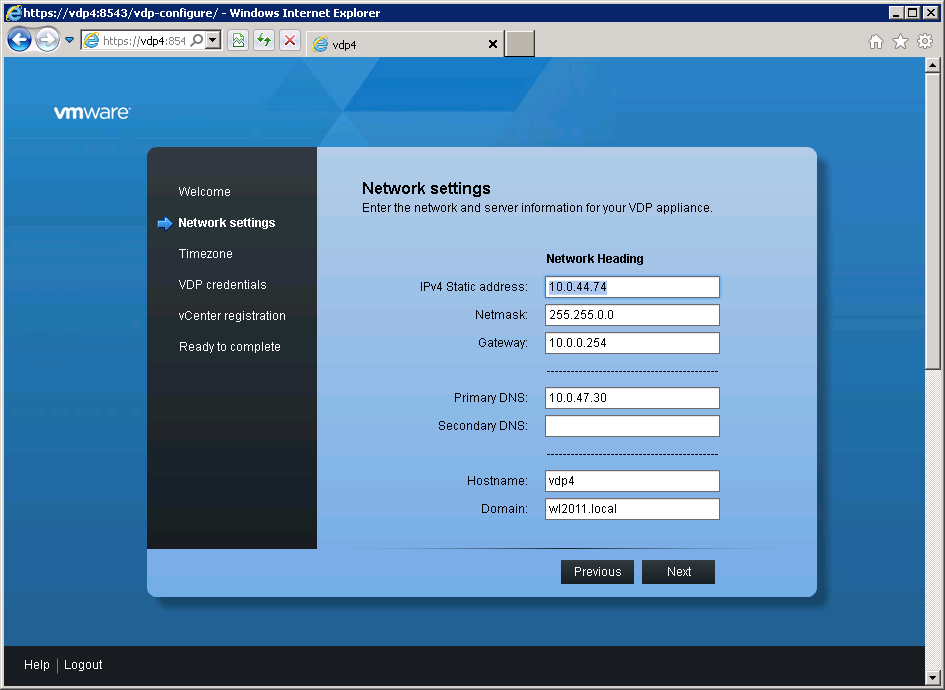 https://vdp4:8543/vdp-configure/ - Windows Internet Explorer
https://vdp4:854
vdp4
vmware
Welcome
Network settings
Timezone
VDP credentials
vCenter registration
Ready to complete
Network settings
Enter the network and server information for your VDP appliance.
Network Heading
IPv4 Static address: 10.0.44.74
Netmask: 255.255.0.0
Gateway: 10.0.0.254
-------------------------------------------
Primary DNS: 10.0.47.30
Secondary DNS:
-------------------------------------------
Hostname: vdp4
Domain: wl2011.local
Previous Next
Help | Logout